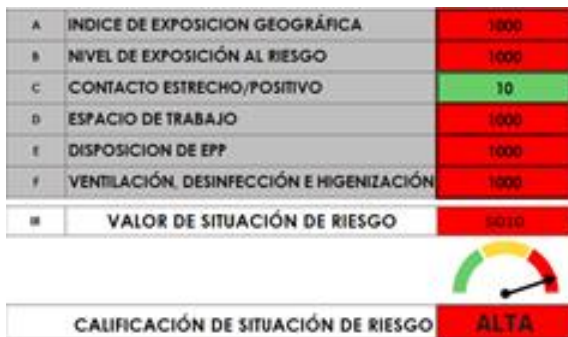 A INDICE DE EXPOSICION GEOGRÁFICA 1000
B NIVEL DE EXPOSICIÓN AL RIESGO 1000
C CONTACTO ESTRECHO/POSITIVO 10
D ESPACIO DE TRABAJO 1000
E DISPOSICION DE EPP 1000
F VENTILACIÓN, DESINFECCIÓN E HIGENIZACIÓN 1000
VALOR DE SITUACIÓN DE RIESGO 5010
CALIFICACIÓN DE SITUACIÓN DE RIESGO ALTA